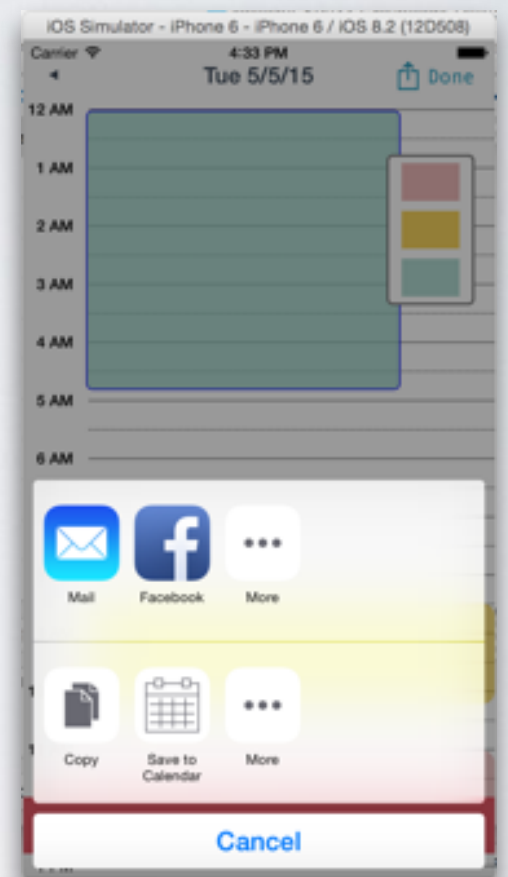 iOS Simulator - iPhone 6 - iPhone 6 / iOS 8.2 (12D508)
Carrier 4:33 PM
Tue 5/5/15 Done
12 AM
1 AM
2 AM
3 AM
4 AM
5 AM
6 AM
Mail Facebook More
Copy Save to Calendar More
Cancel